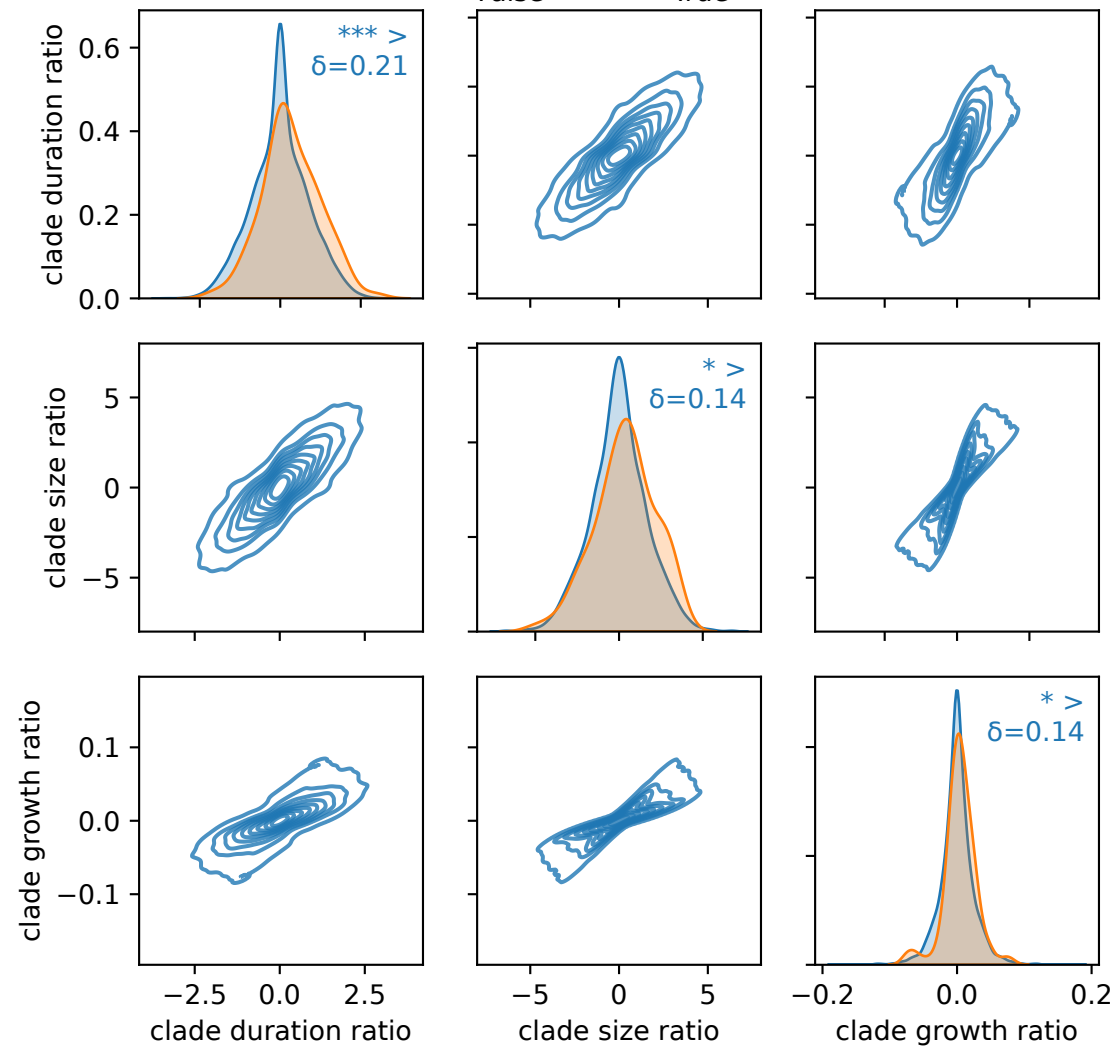 clade duration ratio
0.6
0.4
0.2
0.0
*** >
δ=0.21
clade size ratio
5
0
−5
* >
δ=0.14
clade growth ratio
0.1
0.0
−0.1
* >
δ=0.14
−2.5 0.0 2.5
−5 0 5
−0.2 0.0 0.2
clade duration ratio
clade size ratio
clade growth ratio